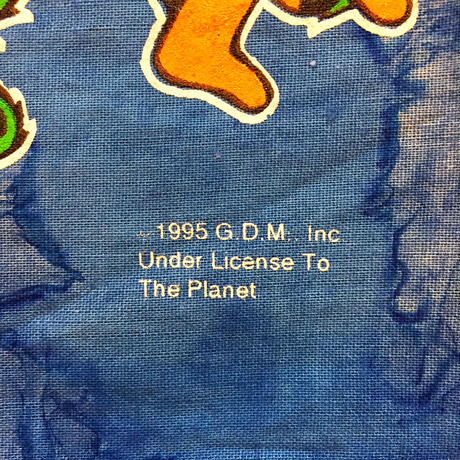 © 1995 G.D.M., Inc
Under License To
The Planet